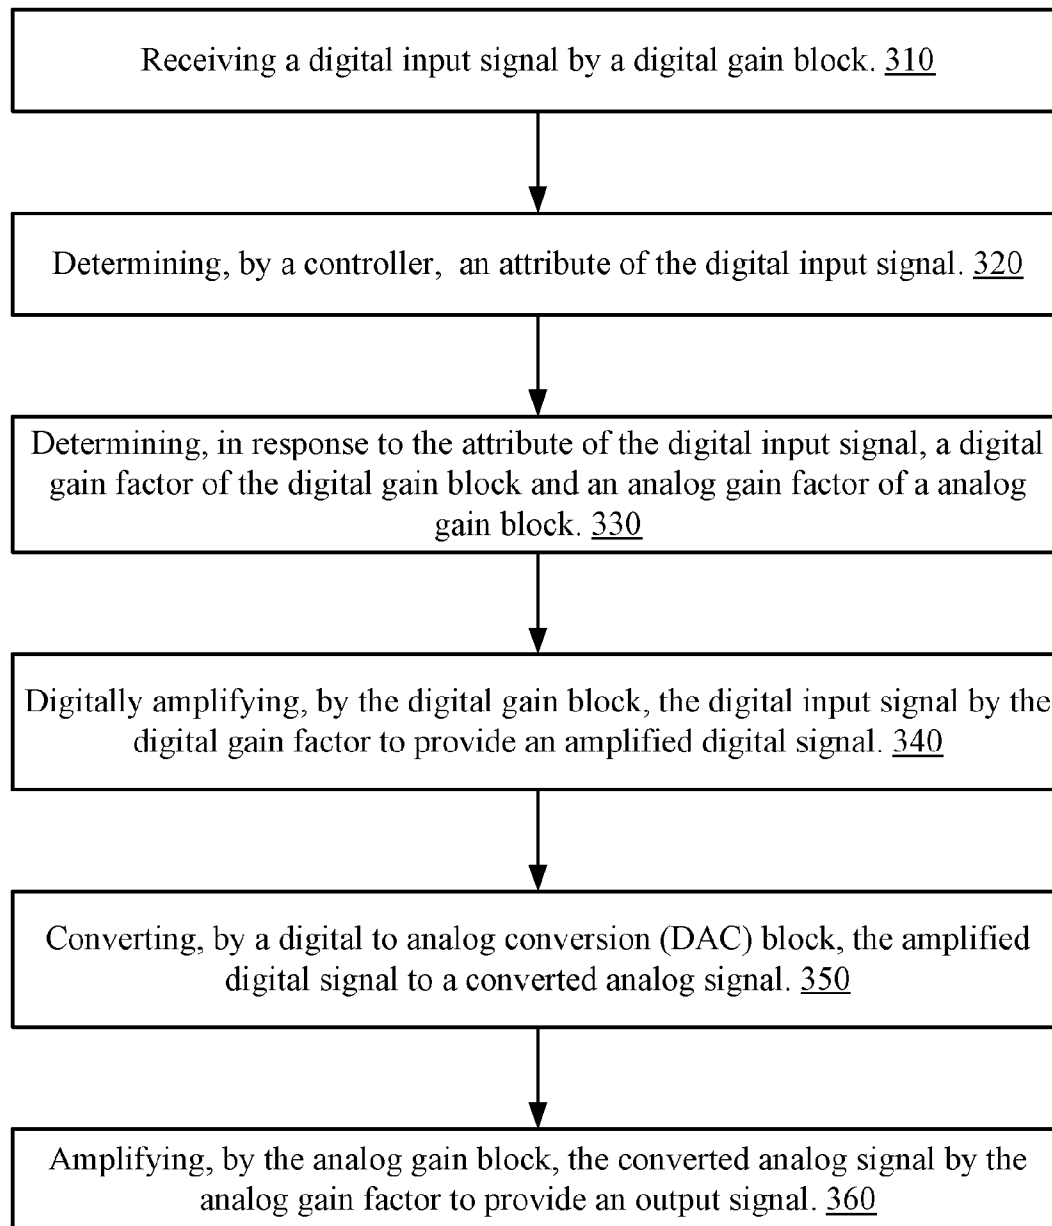 Receiving a digital input signal by a digital gain block. 310
Determining, by a controller,  an attribute of the digital input signal. 320
Determining, in response to the attribute of the digital input signal, a digital
gain factor of the digital gain block and an analog gain factor of a analog
gain block. 330
Digitally amplifying, by the digital gain block, the digital input signal by the
digital gain factor to provide an amplified digital signal. 340
Converting, by a digital to analog conversion (DAC) block, the amplified
digital signal to a converted analog signal. 350
Amplifying, by the analog gain block, the converted analog signal by the
analog gain factor to provide an output signal. 360